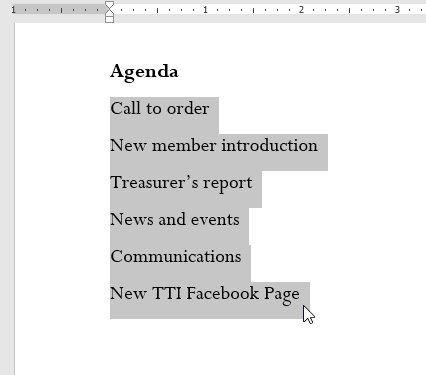 1 1 2 3
Agenda
Call to order
New member introduction
Treasurer’s report
News and events
Communications
New TTI Facebook Page